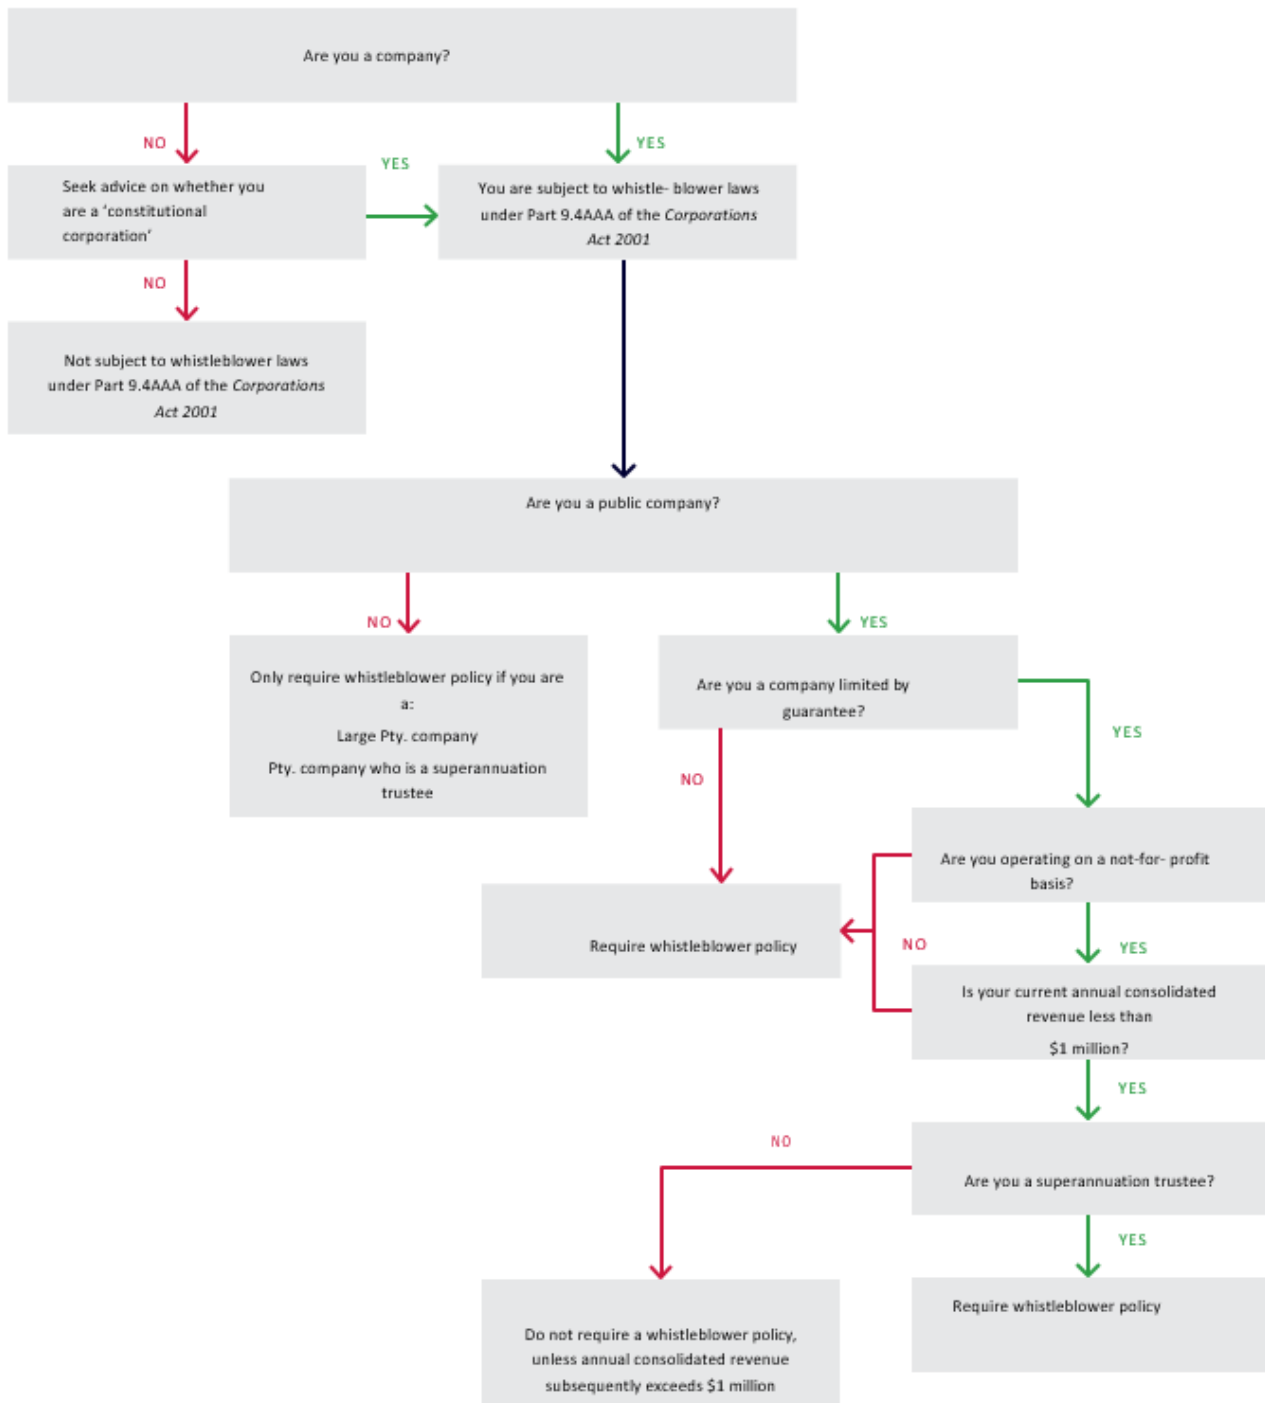 Are you a company?
NO
YES
YES
Seek advice on whether you
are a ‘constitutional
corporation’
You are subject to whistle- blower laws
under Part 9.4AAA of the Corporations
Act 2001
NO
Not subject to whistleblower laws
under Part 9.4AAA of the Corporations
Act 2001
Are you a public company?
NO
YES
Only require whistleblower policy if you are
a:
Large Pty. company
Pty. company who is a superannuation
trustee
Are you a company limited by
guarantee?
YES
NO
Are you operating on a not-for- profit
basis?
Require whistleblower policy
NO
YES
Is your current annual consolidated
revenue less than
$1 million?
YES
NO
Are you a superannuation trustee?
YES
Require whistleblower policy
Do not require a whistleblower policy,
unless annual consolidated revenue
subsequently exceeds $1 million